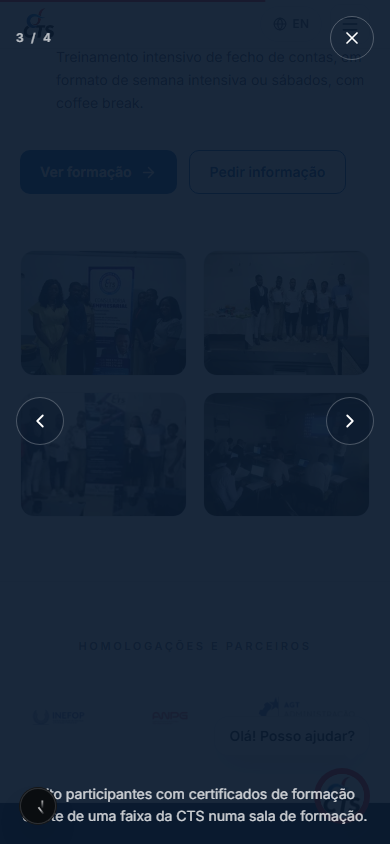 EN
3 / 4
Treinamento intensivo de fecho de contas, em
formato de semana intensiva ou sábados, com
coffee break.
Ver formação
Pedir informação
HOMOLOGAÇÕES E PARCEIROS
Olá! Posso ajudar?
participantes com certificados de formação
de uma faixa da CTS numa sala de formação.